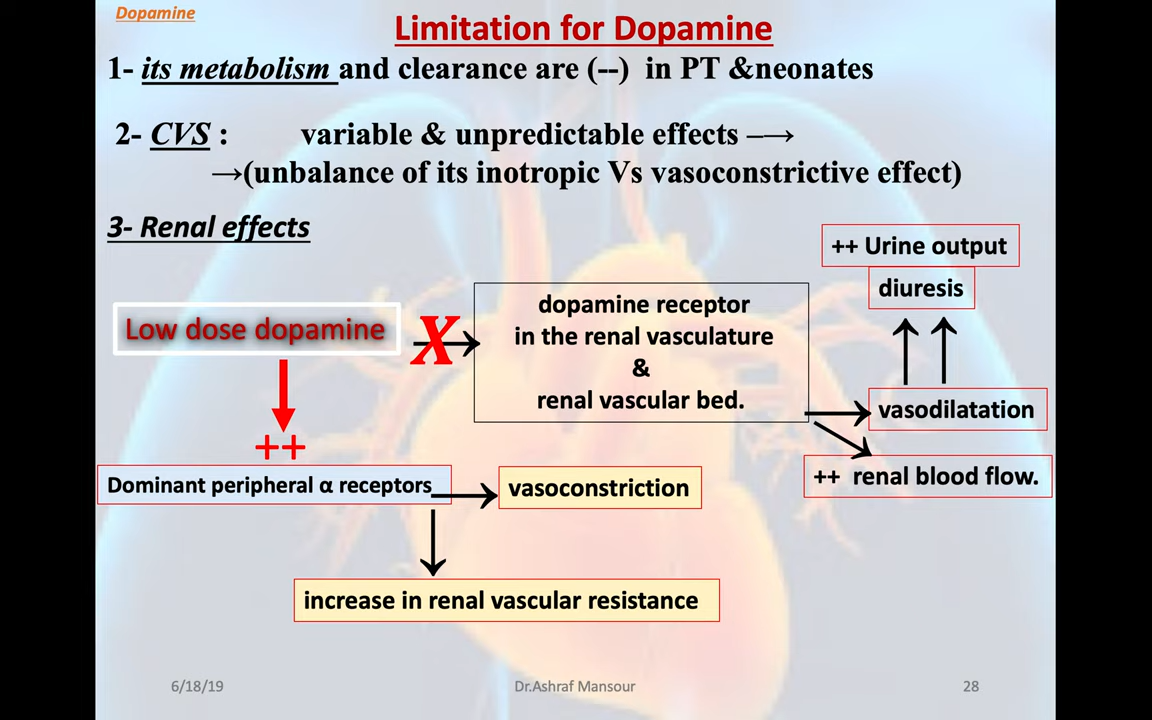 Dopamine
Limitation for Dopamine
1- its metabolism and clearance are (--) in PT &neonates
2- CVS : variable & unpredictable effects –→
→(unbalance of its inotropic Vs vasoconstrictive effect)
3- Renal effects
++ Urine output
diuresis
Low dose dopamine
X
dopamine receptor
in the renal vasculature
&
renal vascular bed.
vasodilatation
++ renal blood flow.
++
Dominant peripheral α receptors
vasoconstriction
increase in renal vascular resistance
6/18/19
Dr.Ashraf Mansour
28